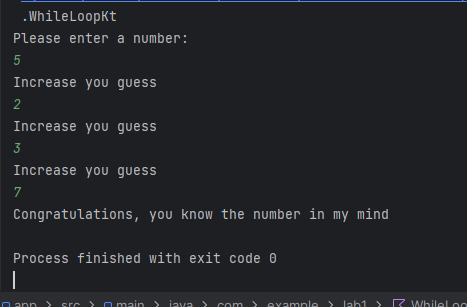 .WhileLoopKt
Please enter a number:
5
Increase you guess
2
Increase you guess
3
Increase you guess
7
Congratulations, you know the number in my mind
Process finished with exit code 0
app > src > main > java > com > example > lab1 > WhileLoo